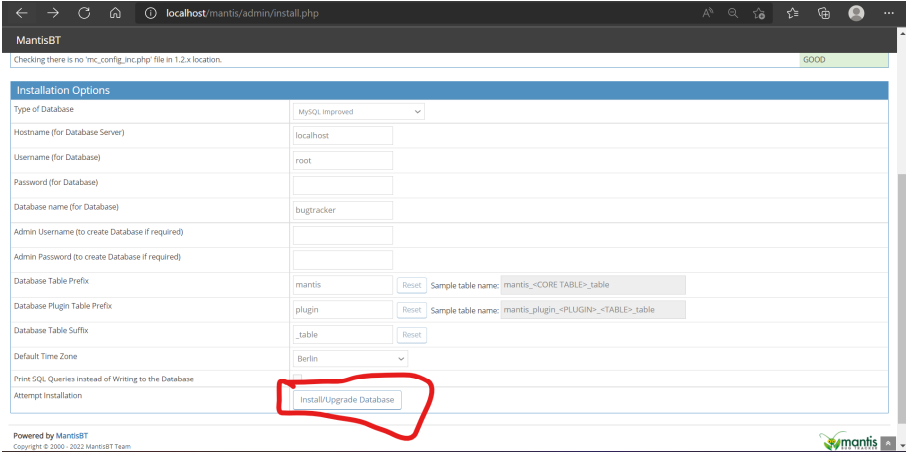 localhost/mantis/admin/install.php
MantisBT
Checking there is no 'mc_config_inc.php' file in 1.2.x location. GOOD
Installation Options
Type of Database MySQL Improved
Hostname (for Database Server) localhost
Username (for Database) root
Password (for Database)
Database name (for Database) bugtracker
Admin Username (to create Database if required)
Admin Password (to create Database if required)
Database Table Prefix mantis Reset Sample table name: mantis_<CORE TABLE>_table
Database Plugin Table Prefix plugin Reset Sample table name: mantis_plugin_<PLUGIN>_<TABLE>_table
Database Table Suffix _table Reset
Default Time Zone Berlin
Print SQL Queries instead of Writing to the Database
Attempt Installation Install/Upgrade Database
Powered by MantisBT
Copyright © 2000 - 2022 MantisBT Team
mantis
BUG TRACKER